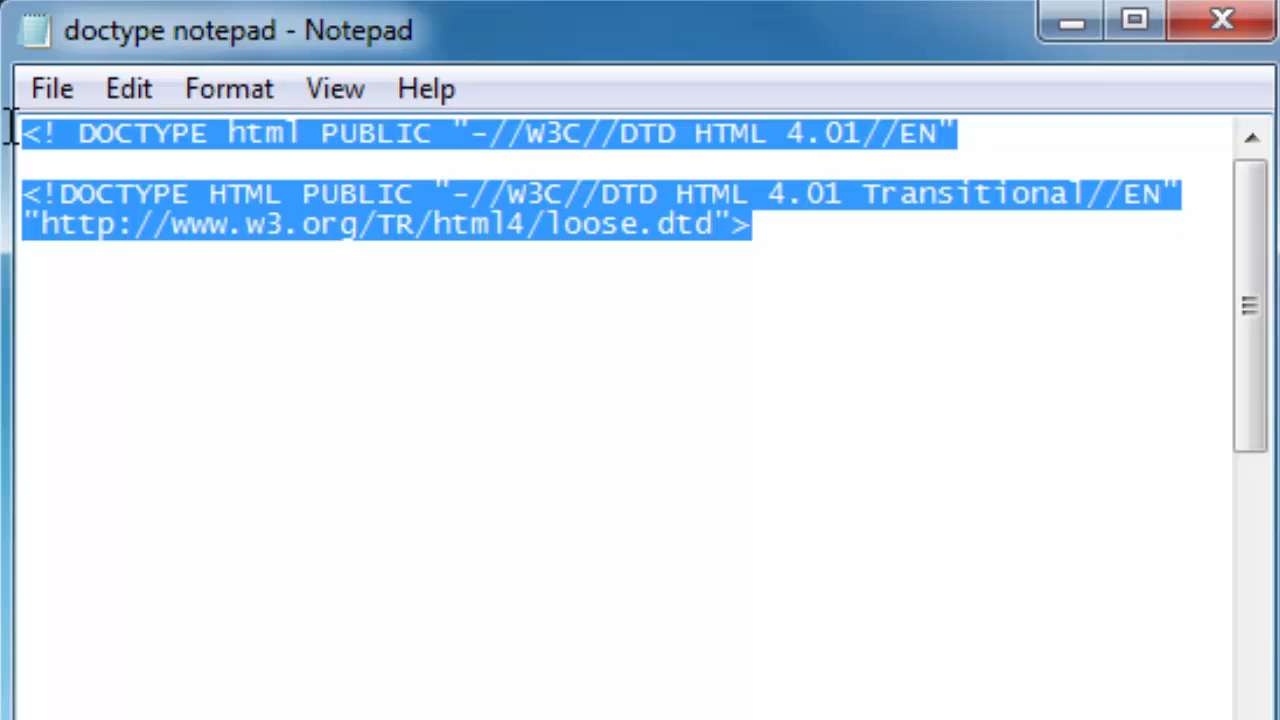 doctype notepad - Notepad
File Edit Format View Help
<! DOCTYPE html PUBLIC "-//W3C//DTD HTML 4.01//EN"
<!DOCTYPE HTML PUBLIC "-//W3C//DTD HTML 4.01 Transitional//EN"
"http://www.w3.org/TR/html4/loose.dtd">